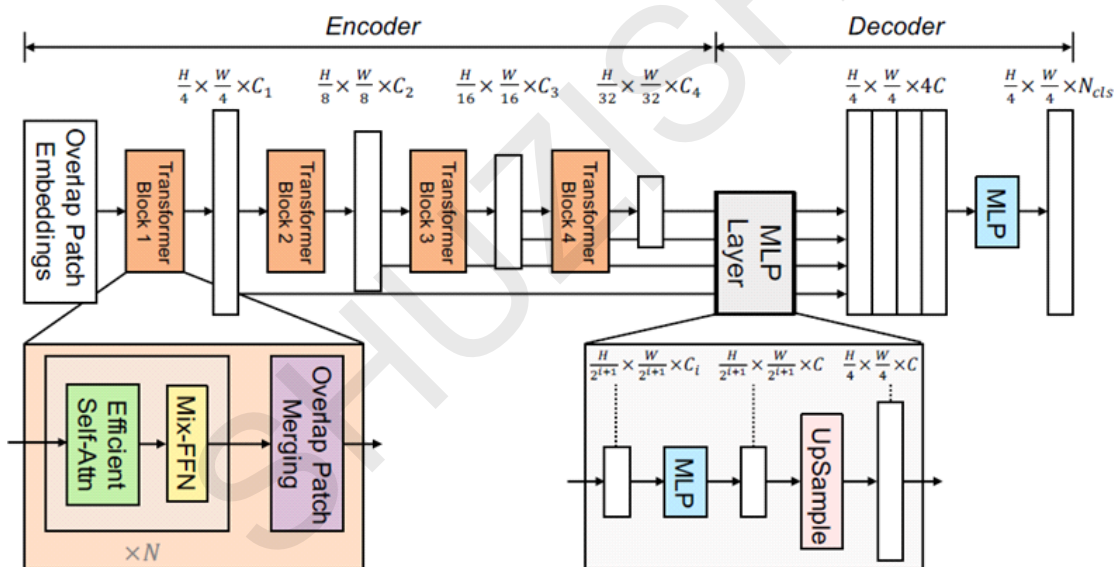 Encoder
Decoder
H/4 × W/4 × C₁
H/8 × W/8 × C₂
H/16 × W/16 × C₃
H/32 × W/32 × C₄
H/4 × W/4 × 4C
H/4 × W/4 × N_cls
Overlap Patch
Embeddings
Transformer
Block 1
Transformer
Block 2
Transformer
Block 3
Transformer
Block 4
MLP
Layer
MLP
Efficient
Self-Attn
Mix-FFN
×N
Overlap Patch
Merging
H/2^(i+1) × W/2^(i+1) × C_i
H/2^(i+1) × W/2^(i+1) × C
H/4 × W/4 × C
MLP
UpSample